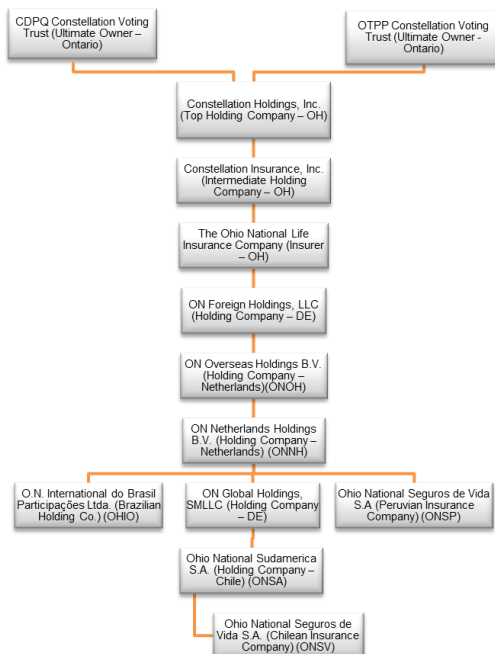 CDPQ Constellation Voting
Trust (Ultimate Owner –
Ontario)
OTPP Constellation Voting
Trust (Ultimate Owner -
Ontario)
Constellation Holdings, Inc.
(Top Holding Company – OH)
Constellation Insurance, Inc.
(Intermediate Holding
Company – OH)
The Ohio National Life
Insurance Company (Insurer
– OH)
ON Foreign Holdings, LLC
(Holding Company – DE)
ON Overseas Holdings B.V.
(Holding Company –
Netherlands)(ONOH)
ON Netherlands Holdings
B.V. (Holding Company –
Netherlands) (ONNH)
O.N. International do Brasil
Participações Ltda. (Brazilian
Holding Co.) (OHIO)
ON Global Holdings,
SMLLC (Holding Company
– DE)
Ohio National Seguros de Vida
S.A (Peruvian Insurance
Company) (ONSP)
Ohio National Sudamerica
S.A. (Holding Company –
Chile) (ONSA)
Ohio National Seguros de
Vida S.A. (Chilean Insurance
Company) (ONSV)